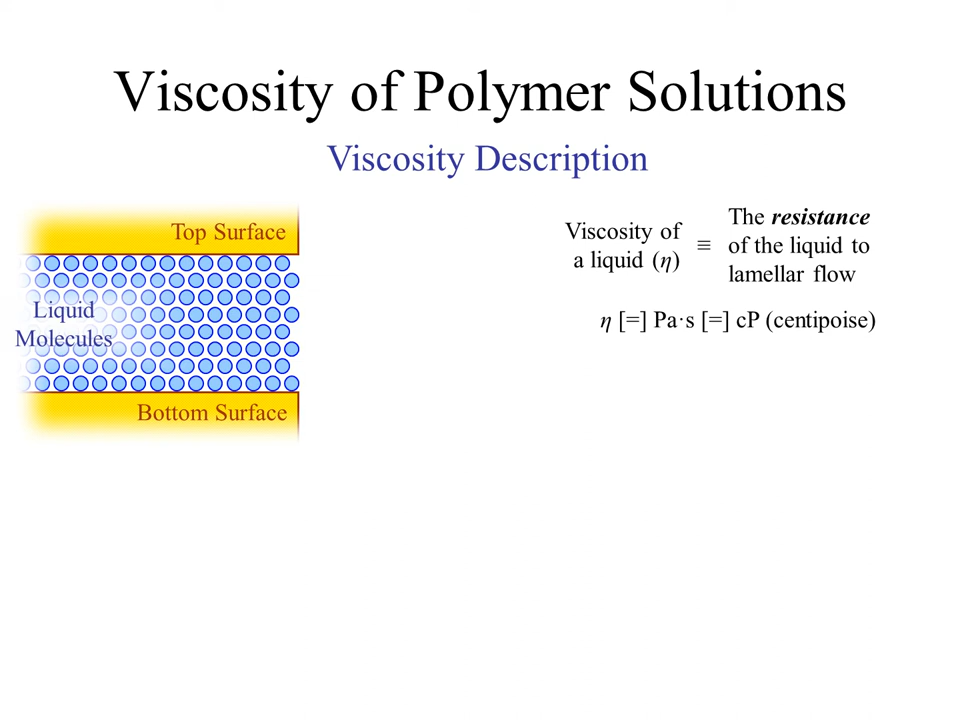 Viscosity of Polymer Solutions
Viscosity Description
Top Surface
Liquid
Molecules
Bottom Surface
Viscosity of
a liquid (η)
≡
The resistance
of the liquid to
lamellar flow
η [=] Pa·s [=] cP (centipoise)